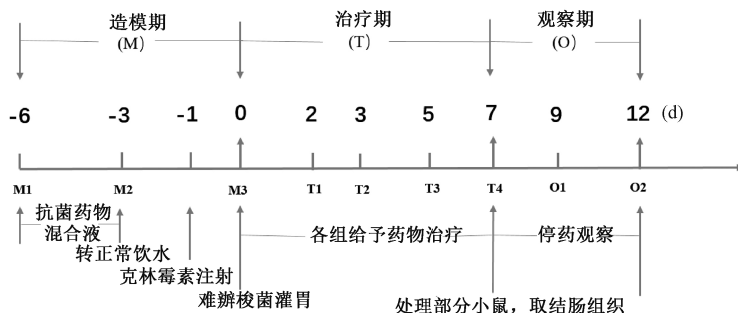 造模期 治疗期 观察期
(M) (T) (O)
-6 -3 -1 0 2 3 5 7 9 12 (d)
M1 M2 M3 T1 T2 T3 T4 O1 O2
抗菌药物
混合液
各组给予药物治疗 停药观察
转正常饮水
克林霉素注射
难辨梭菌灌胃
处理部分小鼠，取结肠组织